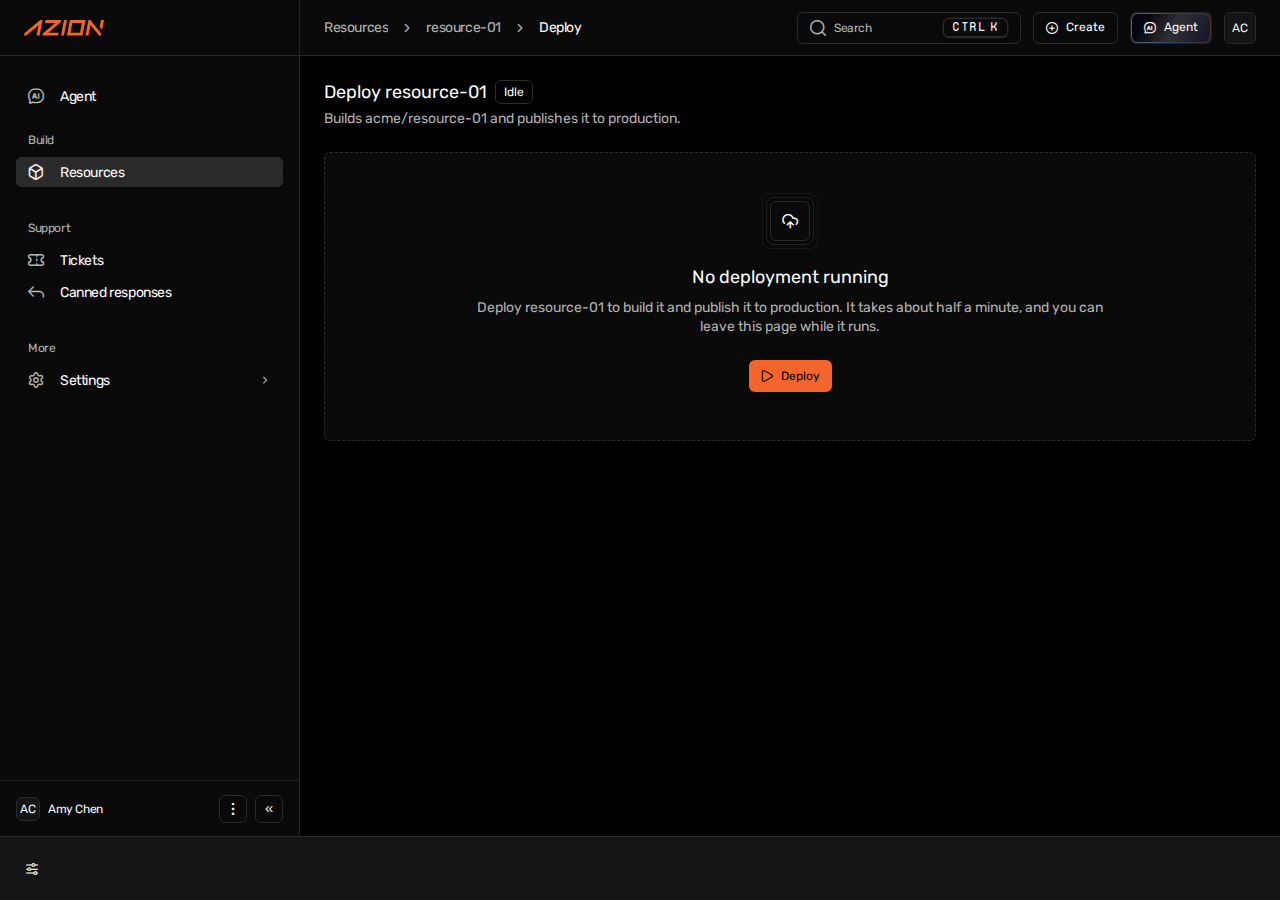 AZION
Resources
resource-01
Deploy
Search
CTRL K
Create
AI
Agent
AC
AI
Agent
Build
Resources
Support
Tickets
Canned responses
More
Settings
Deploy resource-01
Idle
Builds acme/resource-01 and publishes it to production.
No deployment running
Deploy resource-01 to build it and publish it to production. It takes about half a minute, and you can
leave this page while it runs.
Deploy
AC
Amy Chen